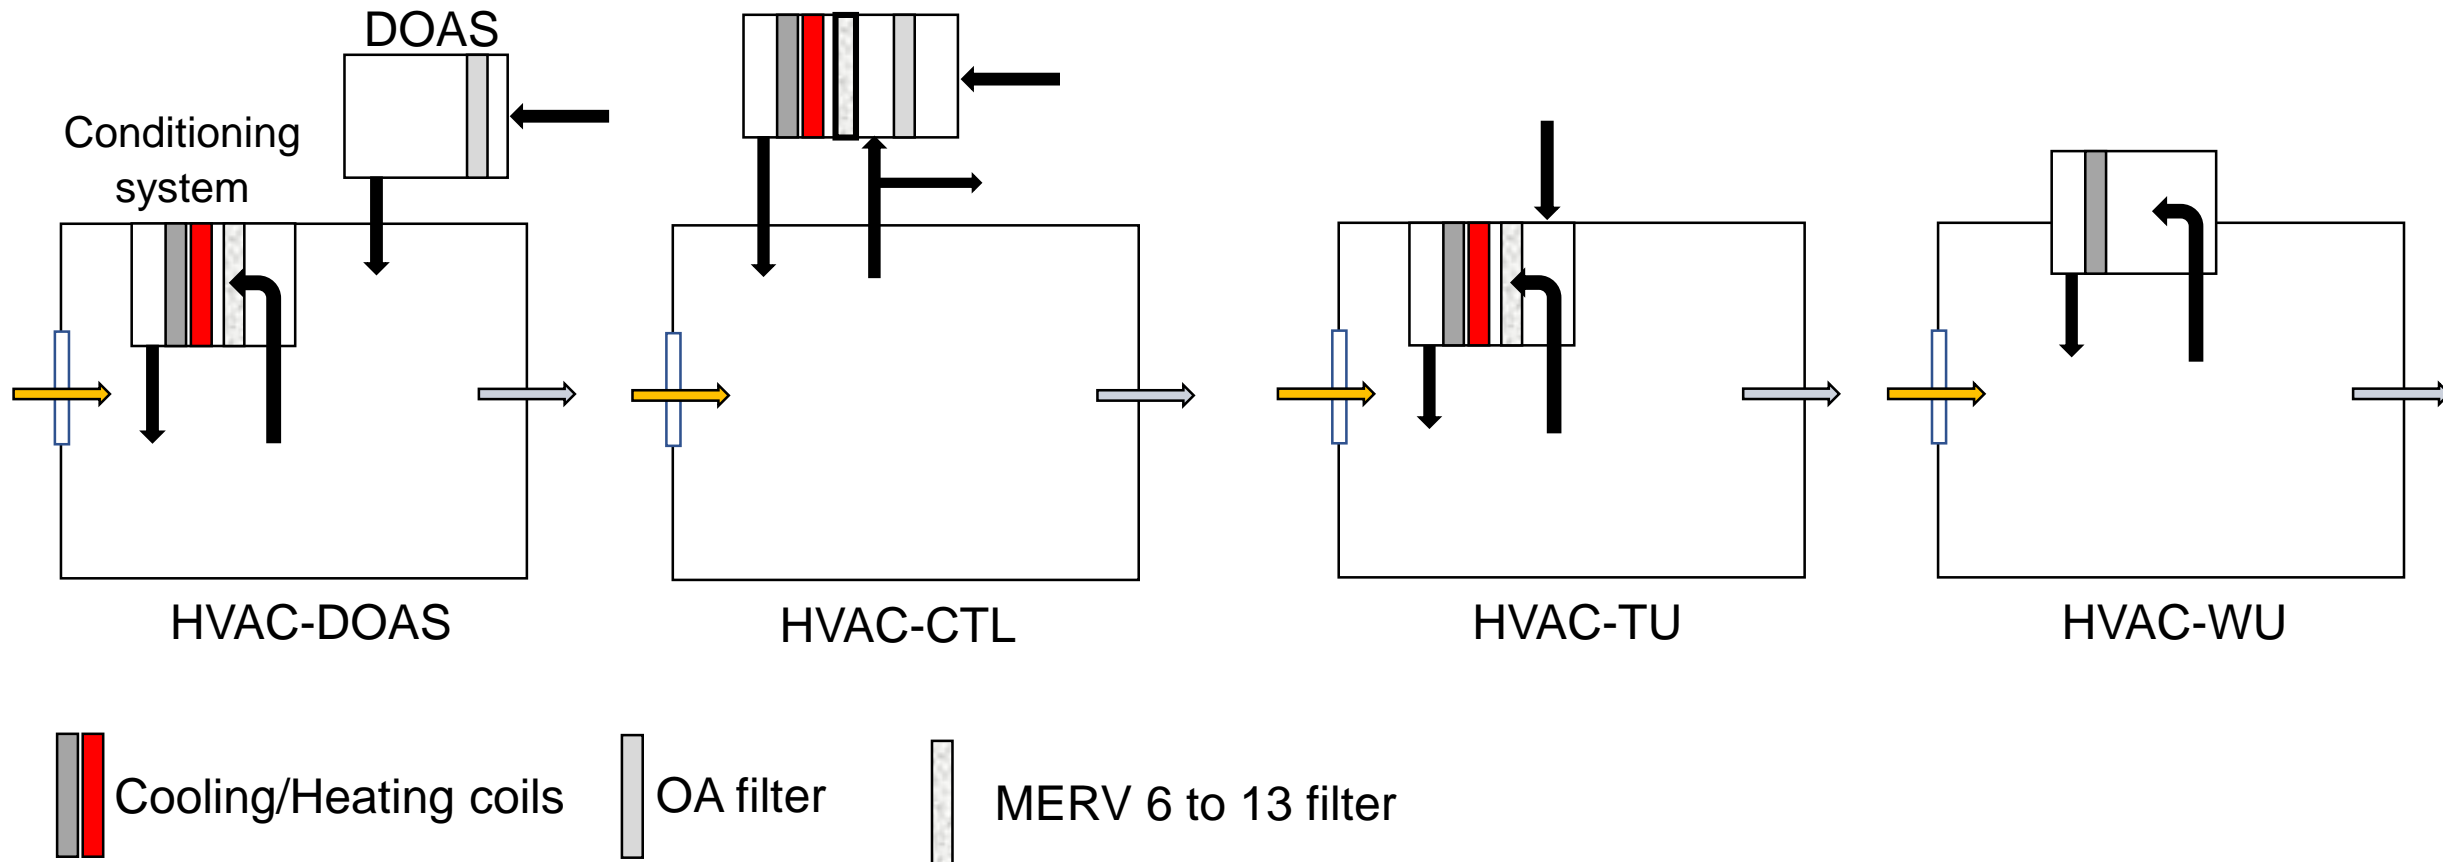 DOAS
Conditioning
system
HVAC-DOAS
HVAC-CTL
HVAC-TU
HVAC-WU
Cooling/Heating coils
OA filter
MERV 6 to 13 filter